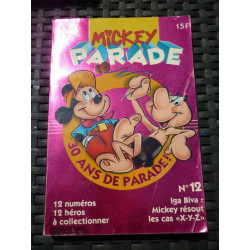 15F
MICKEY
PARADE
30 ANS DE PARADE!
N° 12
12 numéros
12 héros
à collectionner
Iga Biva :
Mickey résout
les cas «X-Y-Z»